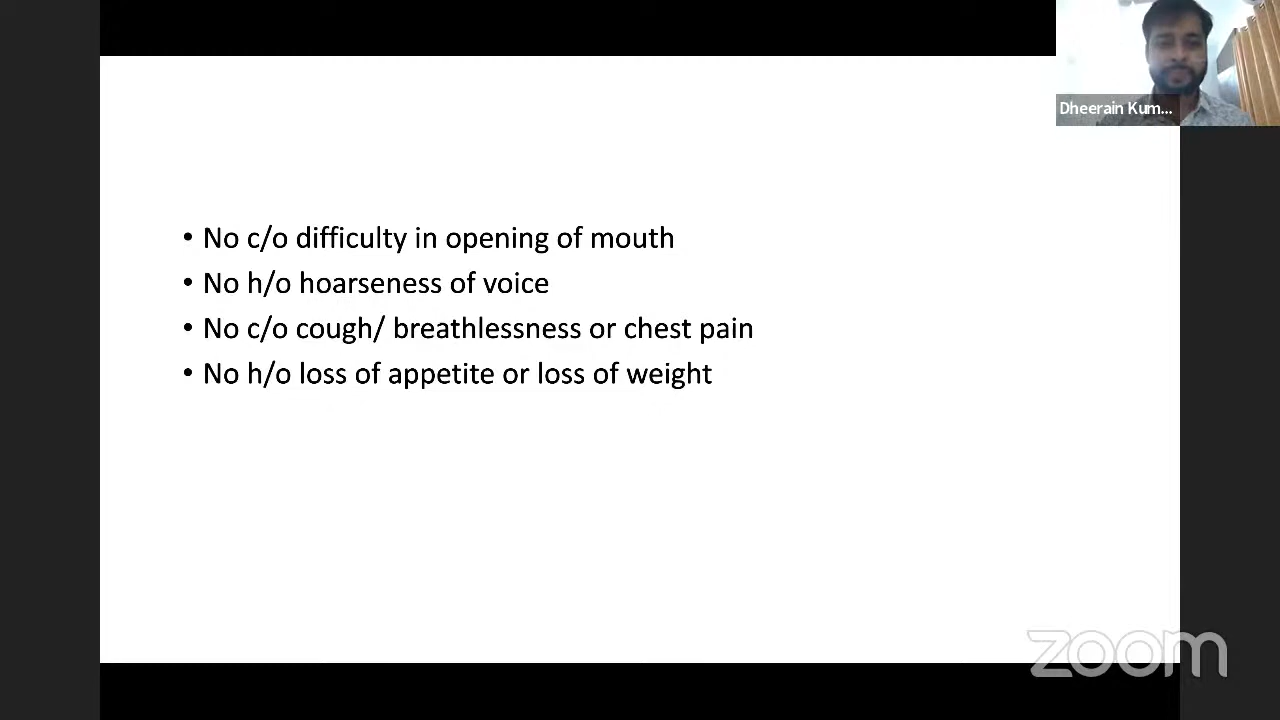 Dheerain Kum...
• No c/o difficulty in opening of mouth
• No h/o hoarseness of voice
• No c/o cough/ breathlessness or chest pain
• No h/o loss of appetite or loss of weight
zoom